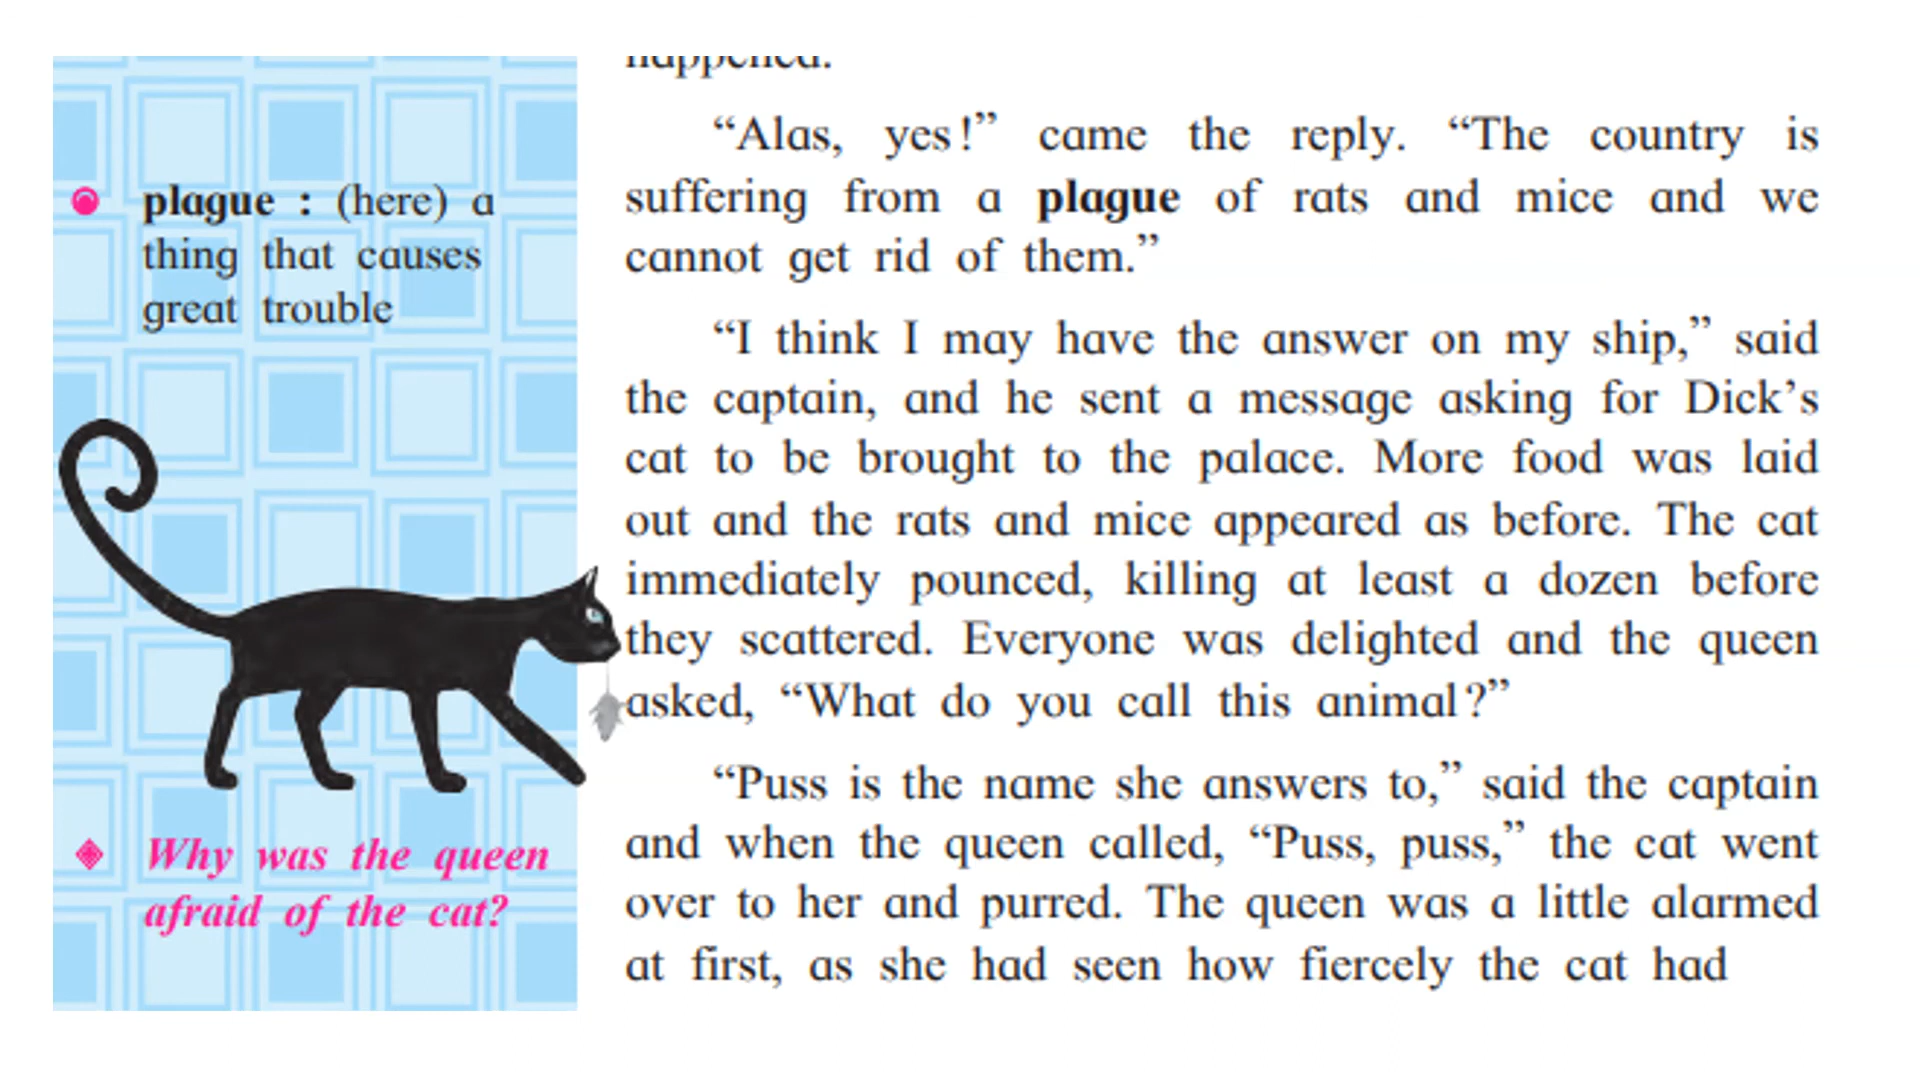 plague : (here) a
thing that causes
great trouble
Why was the queen
afraid of the cat?
happened.
“Alas, yes!” came the reply. “The country is
suffering from a plague of rats and mice and we
cannot get rid of them.”
“I think I may have the answer on my ship,” said
the captain, and he sent a message asking for Dick’s
cat to be brought to the palace. More food was laid
out and the rats and mice appeared as before. The cat
immediately pounced, killing at least a dozen before
they scattered. Everyone was delighted and the queen
asked, “What do you call this animal?”
“Puss is the name she answers to,” said the captain
and when the queen called, “Puss, puss,” the cat went
over to her and purred. The queen was a little alarmed
at first, as she had seen how fiercely the cat had